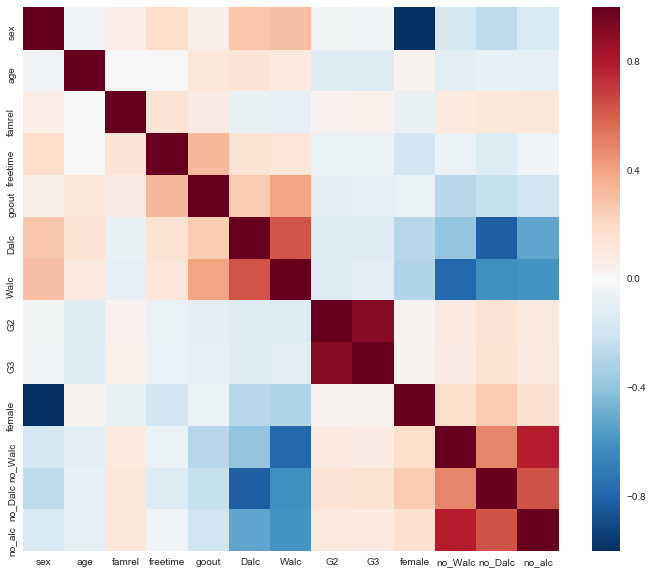 sex
age
famrel
freetime
goout
Dalc
Walc
G2
G3
female
no_Walc
no_Dalc
no_alc
sex age famrel freetime goout Dalc Walc G2 G3 female no_Walc no_Dalc no_alc
0.8
0.4
0.0
−0.4
−0.8